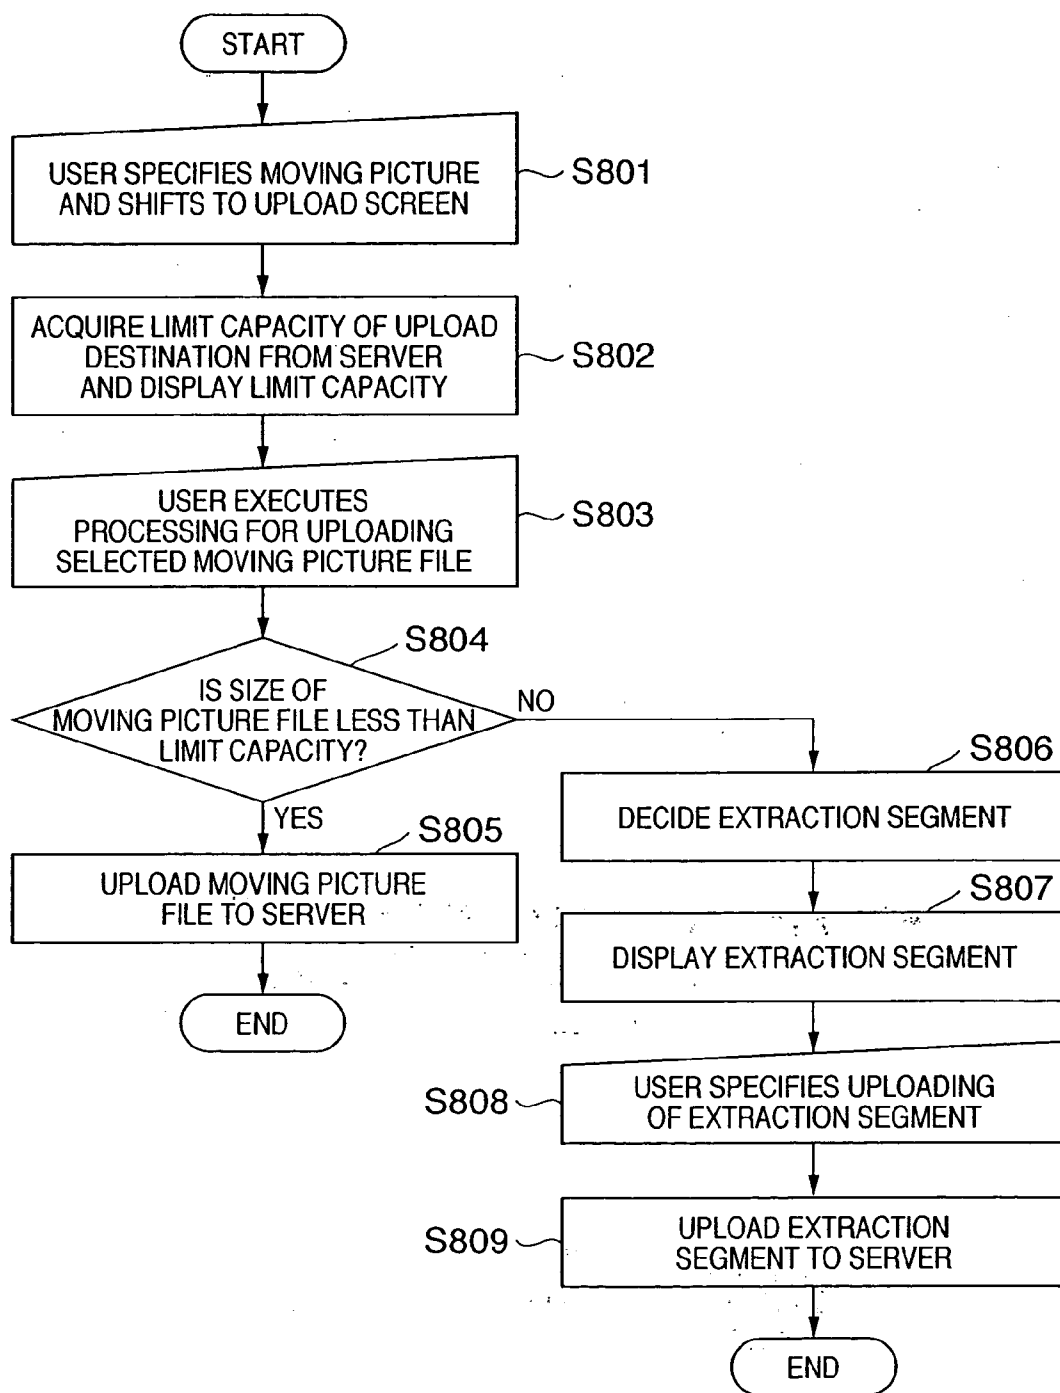 START
USER SPECIFIES MOVING PICTURE
AND SHIFTS TO UPLOAD SCREEN
S801
ACQUIRE LIMIT CAPACITY OF UPLOAD
DESTINATION FROM SERVER
AND DISPLAY LIMIT CAPACITY
S802
USER EXECUTES
PROCESSING FOR UPLOADING
SELECTED MOVING PICTURE FILE
S803
S804
IS SIZE OF
MOVING PICTURE FILE LESS THAN
LIMIT CAPACITY?
NO
YES
S805
UPLOAD MOVING PICTURE
FILE TO SERVER
END
S806
DECIDE EXTRACTION SEGMENT
S807
DISPLAY EXTRACTION SEGMENT
S808
USER SPECIFIES UPLOADING
OF EXTRACTION SEGMENT
S809
UPLOAD EXTRACTION
SEGMENT TO SERVER
END